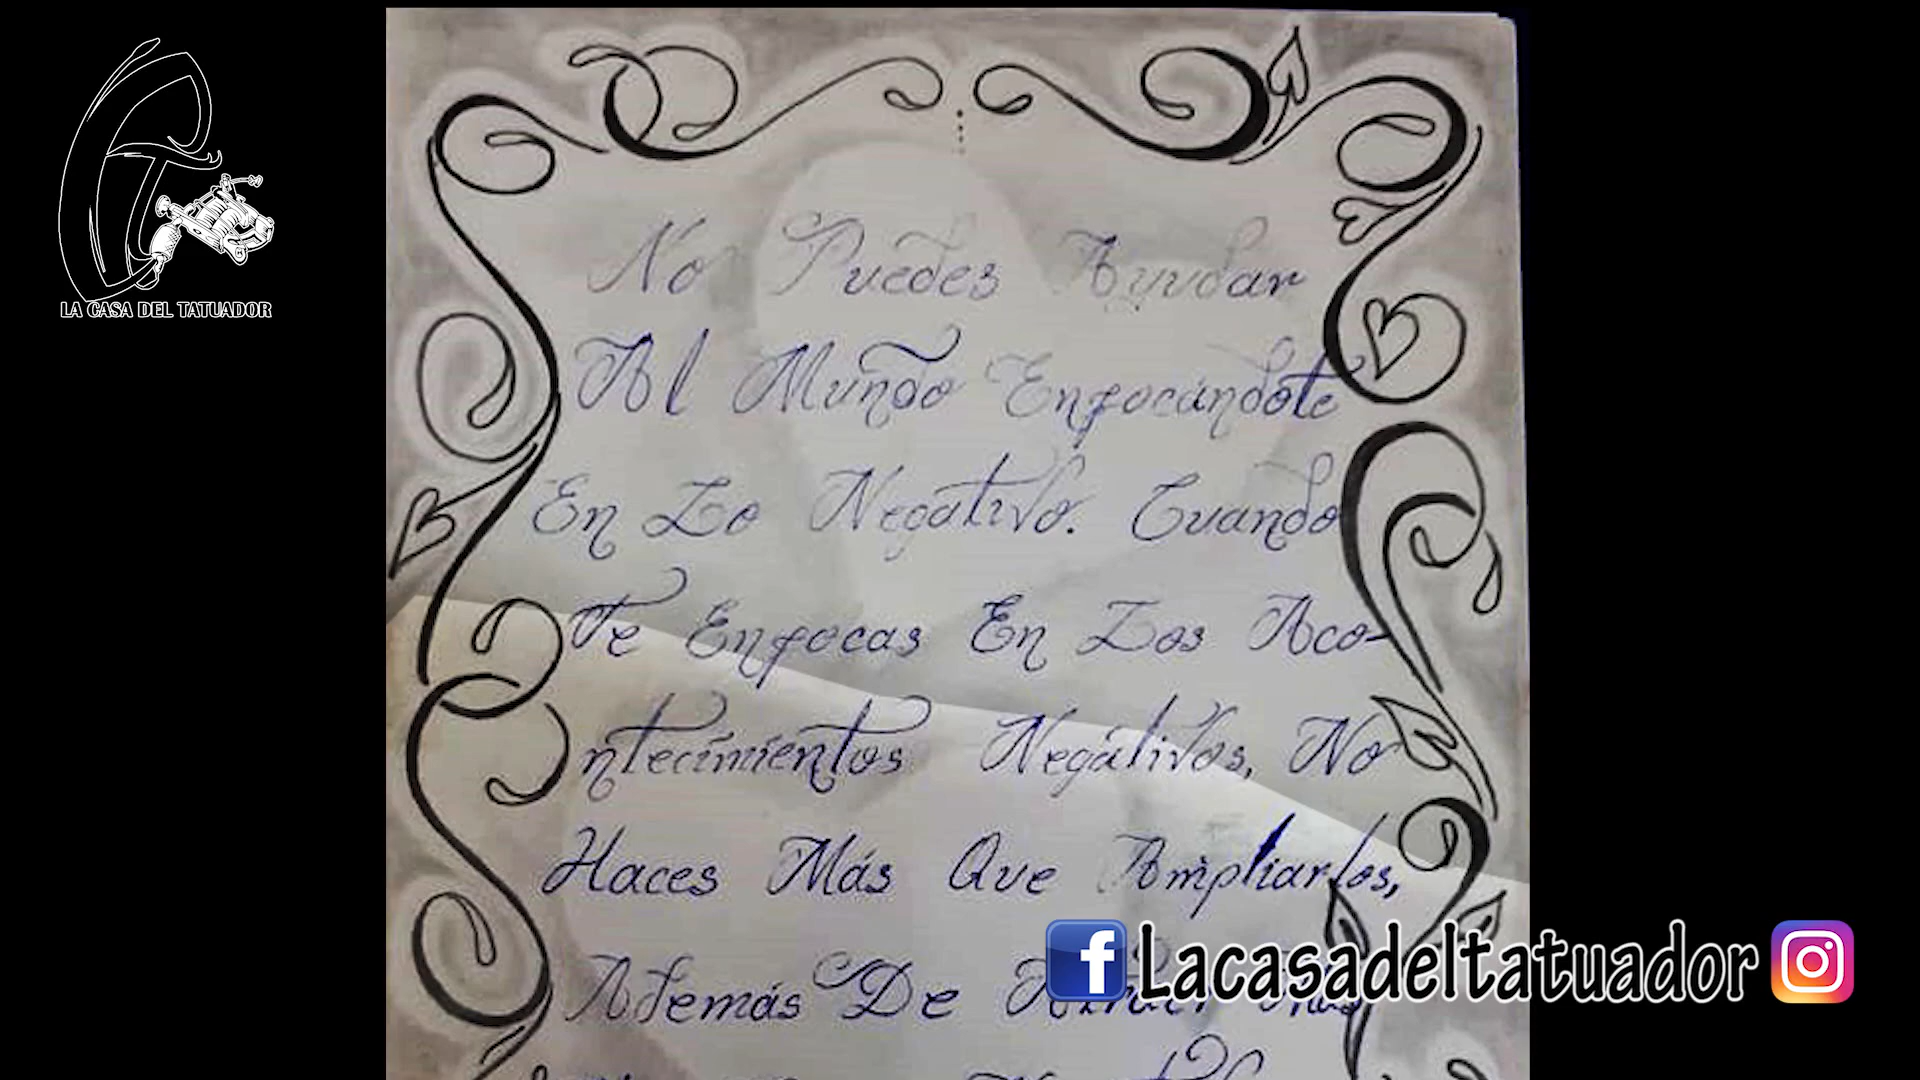 LA CASA DEL TATUADOR
No Puedes Ayudar
Al Mundo Enfocándote
En Lo Negativo. Cuando
Te Enfocas En Los Aco-
ntecimientos Negativos, No
Haces Más Que Ampliarlos,
Además De
Lacasadeltatuador